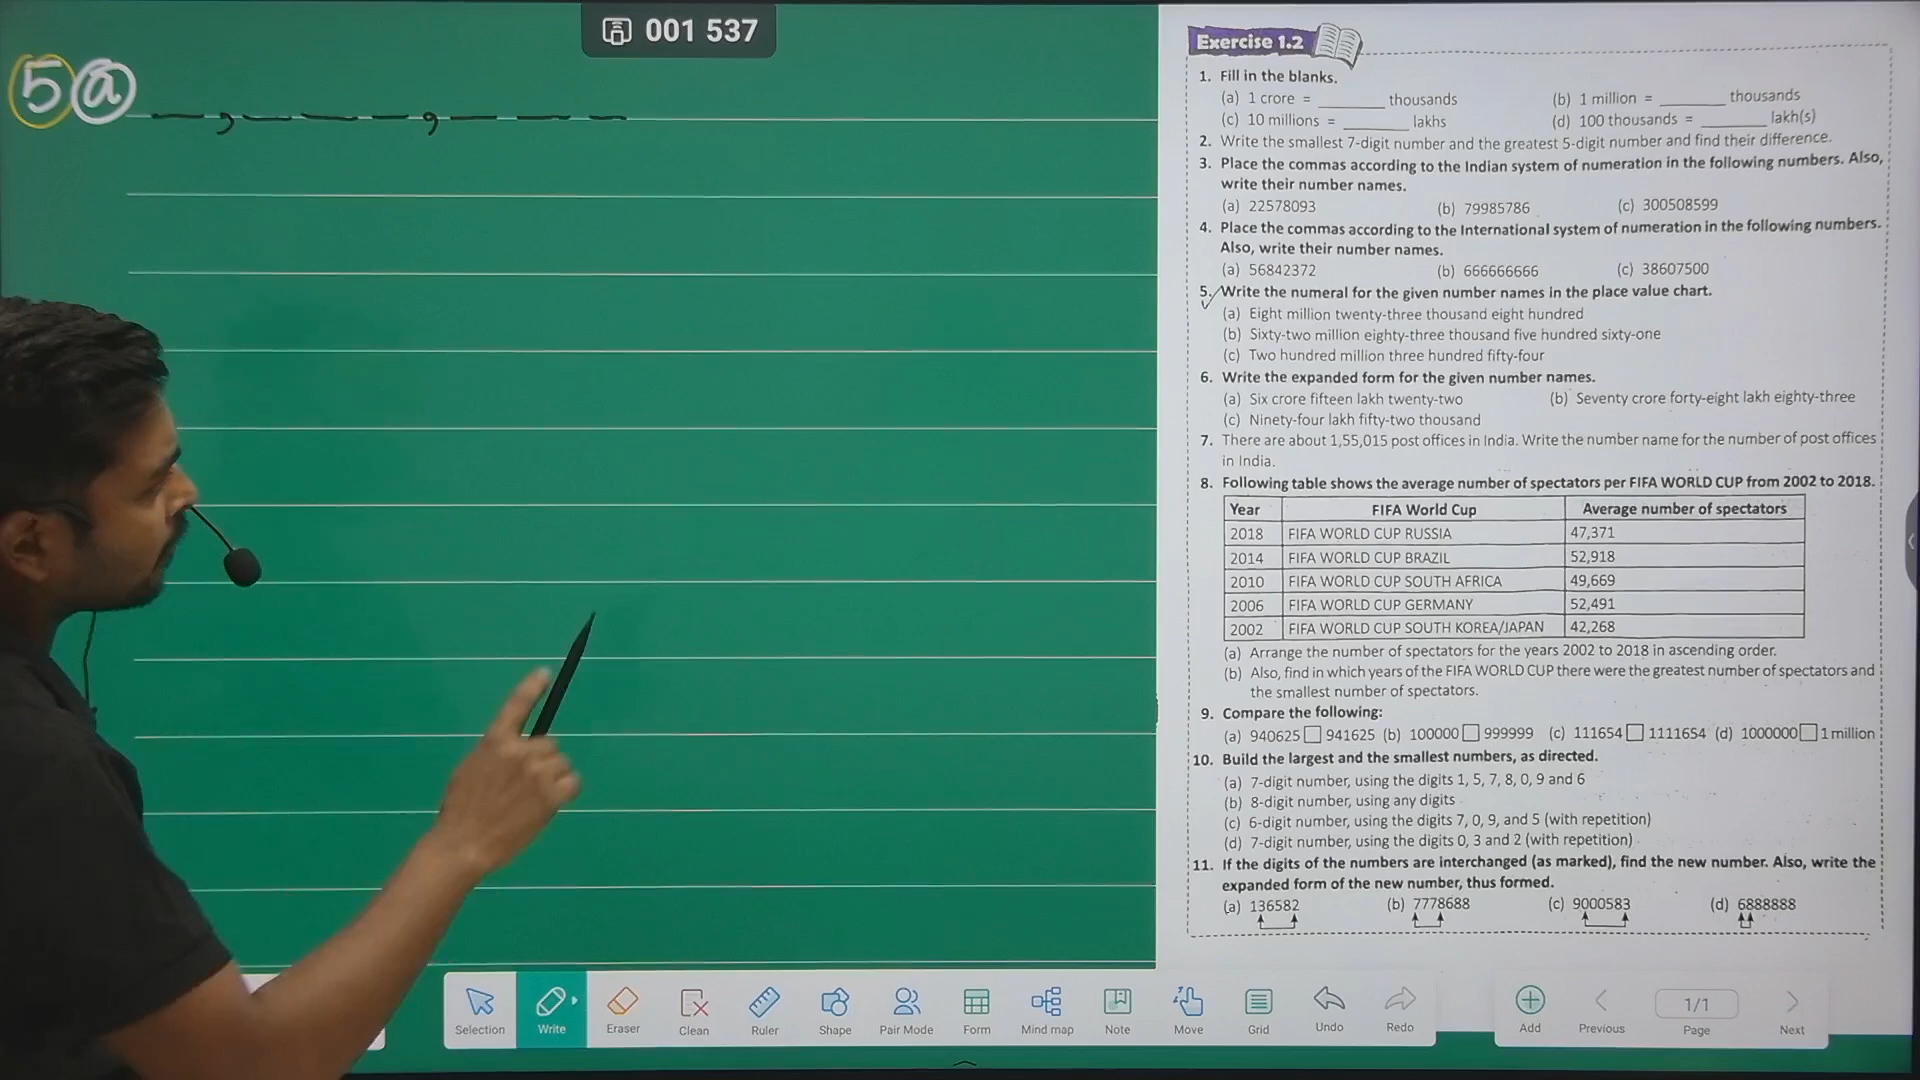 001 537
5 a
Exercise 1.2
1. Fill in the blanks.
(a) 1 crore = ________ thousands (b) 1 million = ________ thousands
(c) 10 millions = ________ lakhs (d) 100 thousands = ________ lakh(s)
2. Write the smallest 7-digit number and the greatest 5-digit number and find their difference.
3. Place the commas according to the Indian system of numeration in the following numbers. Also,
write their number names.
(a) 22578093 (b) 79985786 (c) 300508599
4. Place the commas according to the International system of numeration in the following numbers.
Also, write their number names.
(a) 56842372 (b) 666666666 (c) 38607500
5. Write the numeral for the given number names in the place value chart.
(a) Eight million twenty-three thousand eight hundred
(b) Sixty-two million eighty-three thousand five hundred sixty-one
(c) Two hundred million three hundred fifty-four
6. Write the expanded form for the given number names.
(a) Six crore fifteen lakh twenty-two (b) Seventy crore forty-eight lakh eighty-three
(c) Ninety-four lakh fifty-two thousand
7. There are about 1,55,015 post offices in India. Write the number name for the number of post offices
in India.
8. Following table shows the average number of spectators per FIFA WORLD CUP from 2002 to 2018.
Year FIFA World Cup Average number of spectators
2018 FIFA WORLD CUP RUSSIA 47,371
2014 FIFA WORLD CUP BRAZIL 52,918
2010 FIFA WORLD CUP SOUTH AFRICA 49,669
2006 FIFA WORLD CUP GERMANY 52,491
2002 FIFA WORLD CUP SOUTH KOREA/JAPAN 42,268
(a) Arrange the number of spectators for the years 2002 to 2018 in ascending order.
(b) Also, find in which years of the FIFA WORLD CUP there were the greatest number of spectators and
the smallest number of spectators.
9. Compare the following:
(a) 940625 □ 941625 (b) 100000 □ 999999 (c) 111654 □ 1111654 (d) 1000000 □ 1 million
10. Build the largest and the smallest numbers, as directed.
(a) 7-digit number, using the digits 1, 5, 7, 8, 0, 9 and 6
(b) 8-digit number, using any digits
(c) 6-digit number, using the digits 7, 0, 9, and 5 (with repetition)
(d) 7-digit number, using the digits 0, 3 and 2 (with repetition)
11. If the digits of the numbers are interchanged (as marked), find the new number. Also, write the
expanded form of the new number, thus formed.
(a) 136582 (b) 7778688 (c) 9000583 (d) 6888888
Selection Write Eraser Clean Ruler Shape Pair Mode Form Mind map Note Move Grid Undo Redo Add Previous 1/1 Page Next